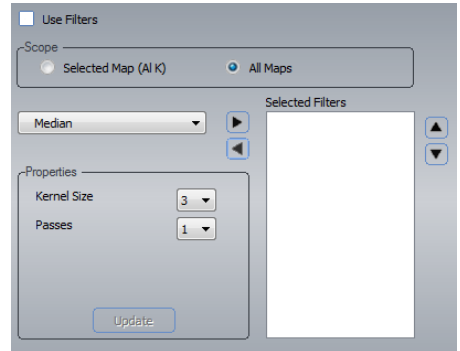 Use Filters
Scope
Selected Map (Al K)
All Maps
Selected Filters
Median
Properties
Kernel Size
3
Passes
1
Update